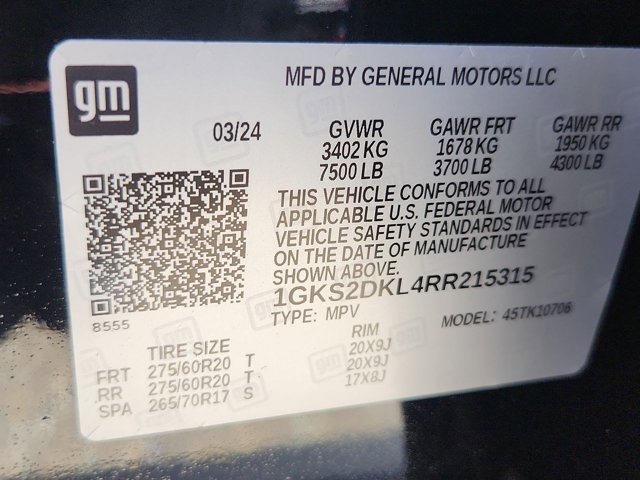 gm
MFD BY GENERAL MOTORS LLC
03/24 GVWR GAWR FRT GAWR RR
3402 KG 1678 KG 1950 KG
7500 LB 3700 LB 4300 LB
THIS VEHICLE CONFORMS TO ALL
APPLICABLE U.S. FEDERAL MOTOR
VEHICLE SAFETY STANDARDS IN EFFECT
ON THE DATE OF MANUFACTURE
SHOWN ABOVE.
1GKS2DKL4RR215315
8555
TYPE: MPV MODEL: 45TK10706
TIRE SIZE RIM
FRT 275/60R20 T 20X9J
RR 275/60R20 T 20X9J
SPA 265/70R17 S 17X8J